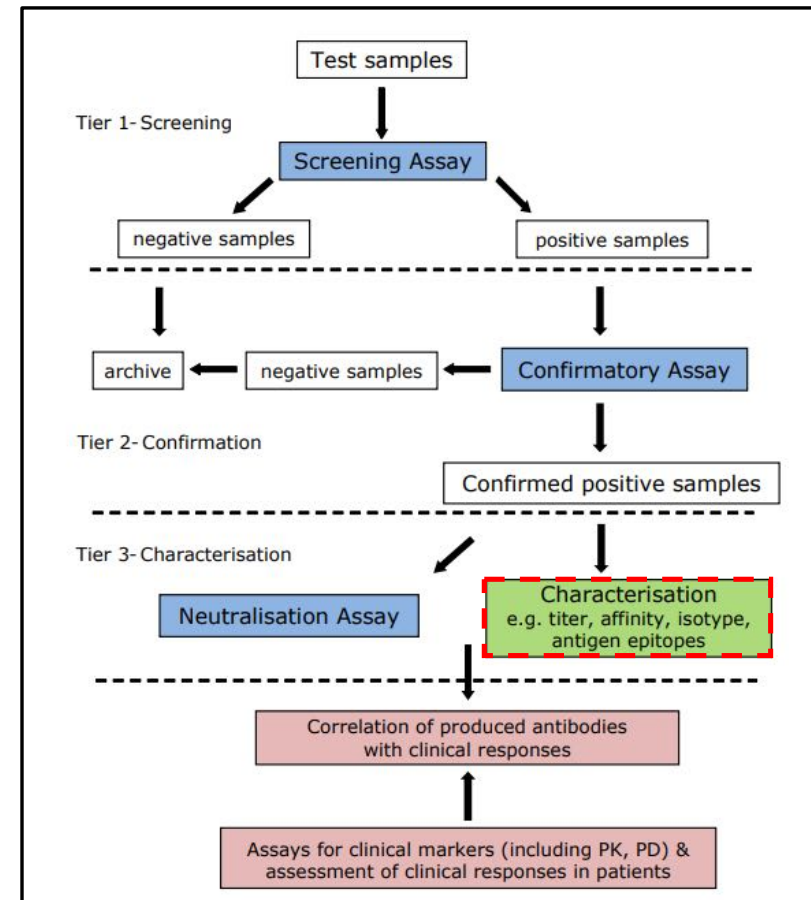 Test samples
Tier 1- Screening
Screening Assay
negative samples
positive samples
archive
negative samples
Confirmatory Assay
Tier 2- Confirmation
Confirmed positive samples
Tier 3- Characterisation
Neutralisation Assay
Characterisation
e.g. titer, affinity, isotype,
antigen epitopes
Correlation of produced antibodies
with clinical responses
Assays for clinical markers (including PK, PD) &
assessment of clinical responses in patients